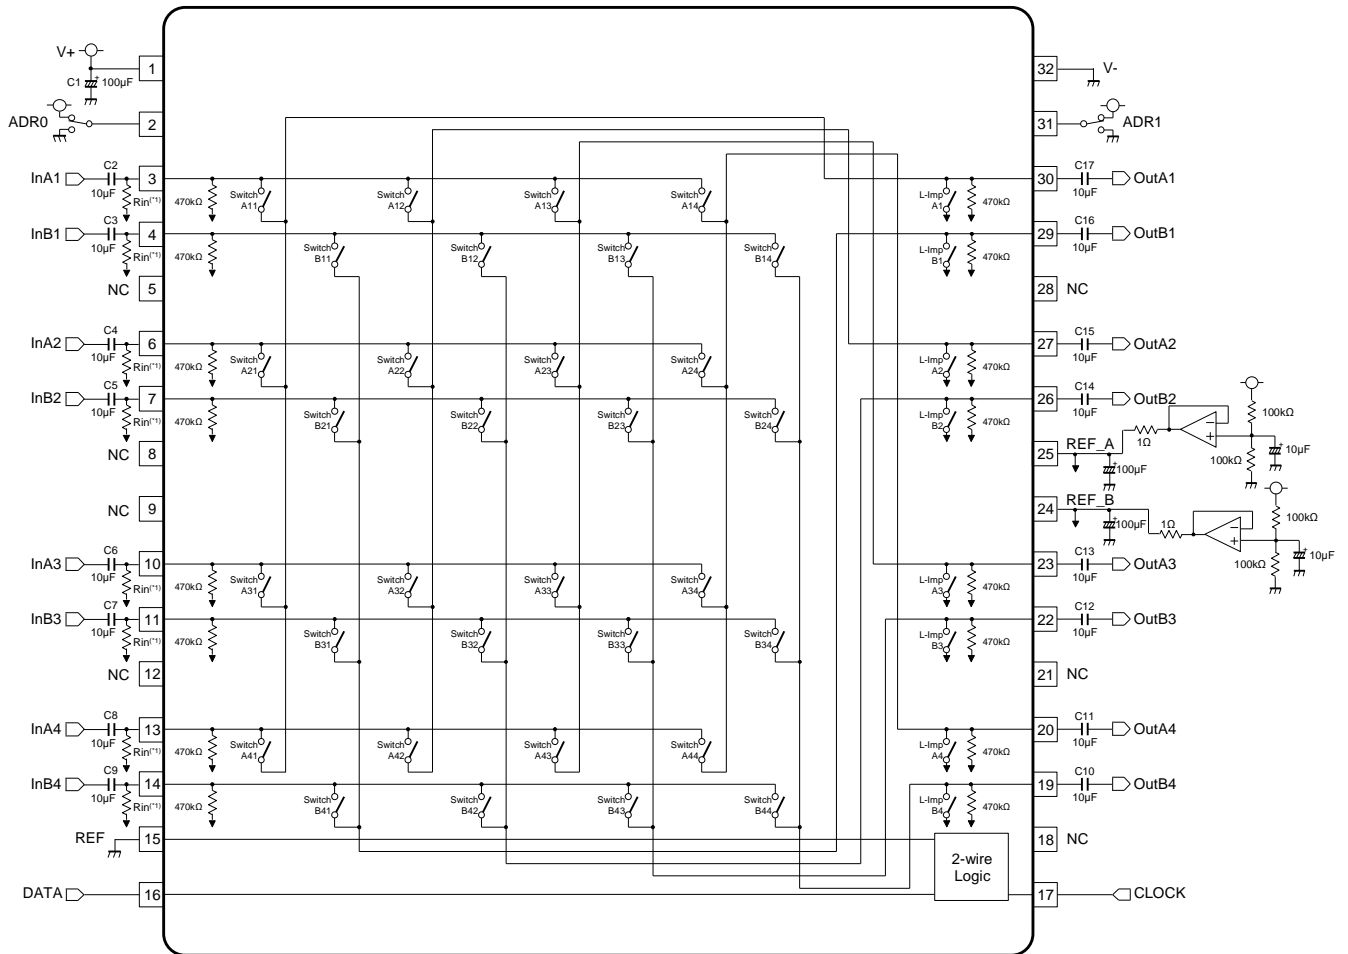 V+
1
C1
+
100μF
32
V-
ADR0
2
31
ADR1
InA1
C2
10μF
Rin(*1)
3
470kΩ
Switch
A11
Switch
A12
Switch
A13
Switch
A14
L-Imp
A1
470kΩ
30
C17
10μF
OutA1
InB1
C3
10μF
Rin(*1)
4
470kΩ
Switch
B11
Switch
B12
Switch
B13
Switch
B14
L-Imp
B1
470kΩ
29
C16
10μF
OutB1
NC
5
28
NC
InA2
C4
10μF
Rin(*1)
6
470kΩ
Switch
A21
Switch
A22
Switch
A23
Switch
A24
L-Imp
A2
470kΩ
27
C15
10μF
OutA2
InB2
C5
10μF
Rin(*1)
7
470kΩ
Switch
B21
Switch
B22
Switch
B23
Switch
B24
L-Imp
B2
470kΩ
26
C14
10μF
OutB2
NC
8
25
REF_A
+
100μF
1Ω
-
+
100kΩ
100kΩ
+
10μF
NC
9
24
REF_B
+
100μF
1Ω
-
+
100kΩ
100kΩ
+
10μF
InA3
C6
10μF
Rin(*1)
10
470kΩ
Switch
A31
Switch
A32
Switch
A33
Switch
A34
L-Imp
A3
470kΩ
23
C13
10μF
OutA3
InB3
C7
10μF
Rin(*1)
11
470kΩ
Switch
B31
Switch
B32
Switch
B33
Switch
B34
L-Imp
B3
470kΩ
22
C12
10μF
OutB3
NC
12
21
NC
InA4
C8
10μF
Rin(*1)
13
470kΩ
Switch
A41
Switch
A42
Switch
A43
Switch
A44
L-Imp
A4
470kΩ
20
C11
10μF
OutA4
InB4
C9
10μF
Rin(*1)
14
470kΩ
Switch
B41
Switch
B42
Switch
B43
Switch
B44
L-Imp
B4
470kΩ
19
C10
10μF
OutB4
REF
15
18
NC
2-wire
Logic
DATA
16
17
CLOCK